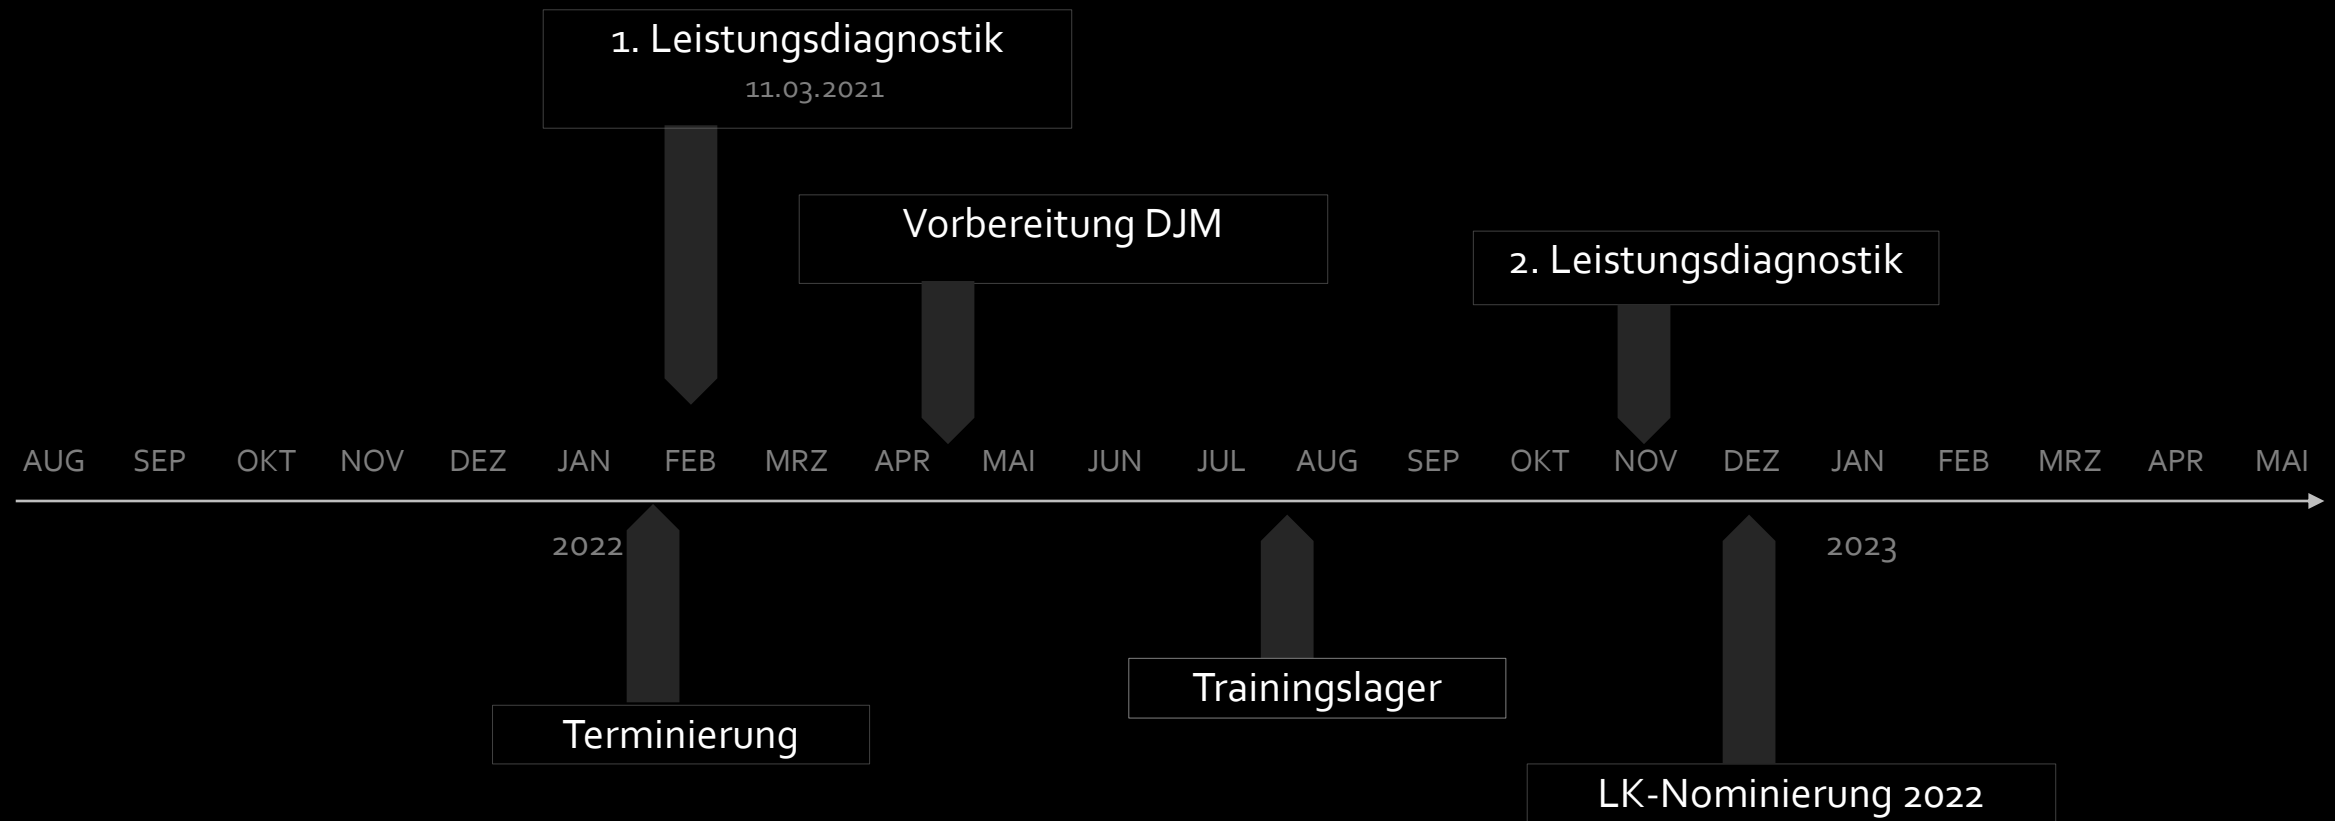 1. Leistungsdiagnostik
11.03.2021
Vorbereitung DJM
2. Leistungsdiagnostik
AUG SEP OKT NOV DEZ JAN FEB MRZ APR MAI JUN JUL AUG SEP OKT NOV DEZ JAN FEB MRZ APR MAI
2022 2023
Trainingslager
Terminierung
LK-Nominierung 2022